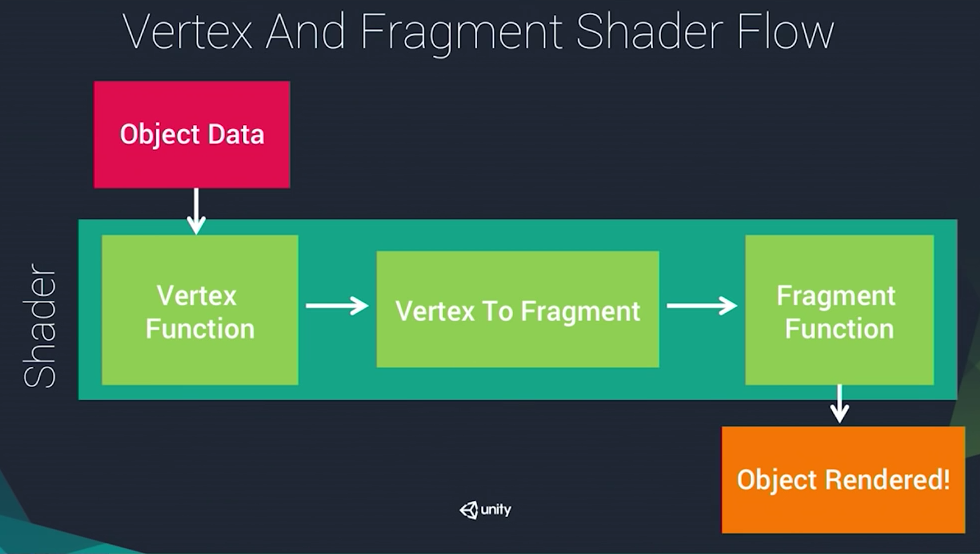 Vertex And Fragment Shader Flow
Object Data
Shader
Vertex
Function
Vertex To Fragment
Fragment
Function
Object Rendered!
unity